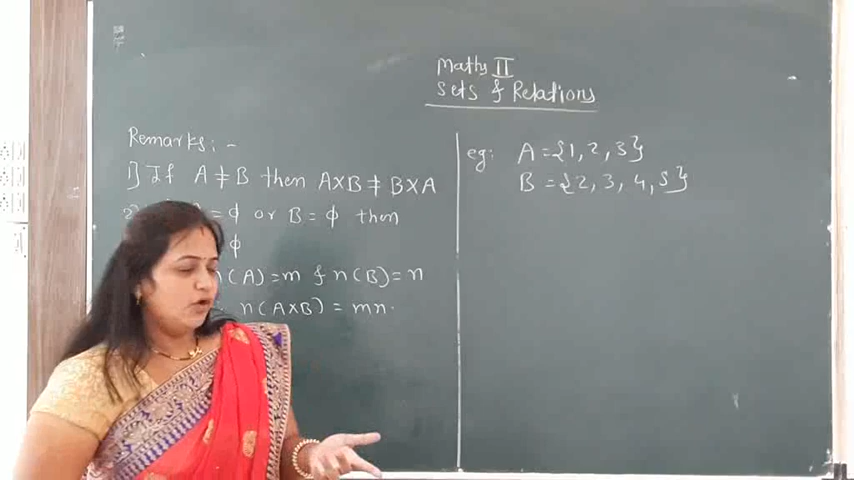 Maths II
Sets & Relations
Remarks:-
1] If A ≠ B then A×B ≠ B×A
= ϕ or B = ϕ then
ϕ
n(A) = m & n(B) = n
n(A×B) = mn.
eg: A = {1, 2, 3}
B = {2, 3, 4, 5}